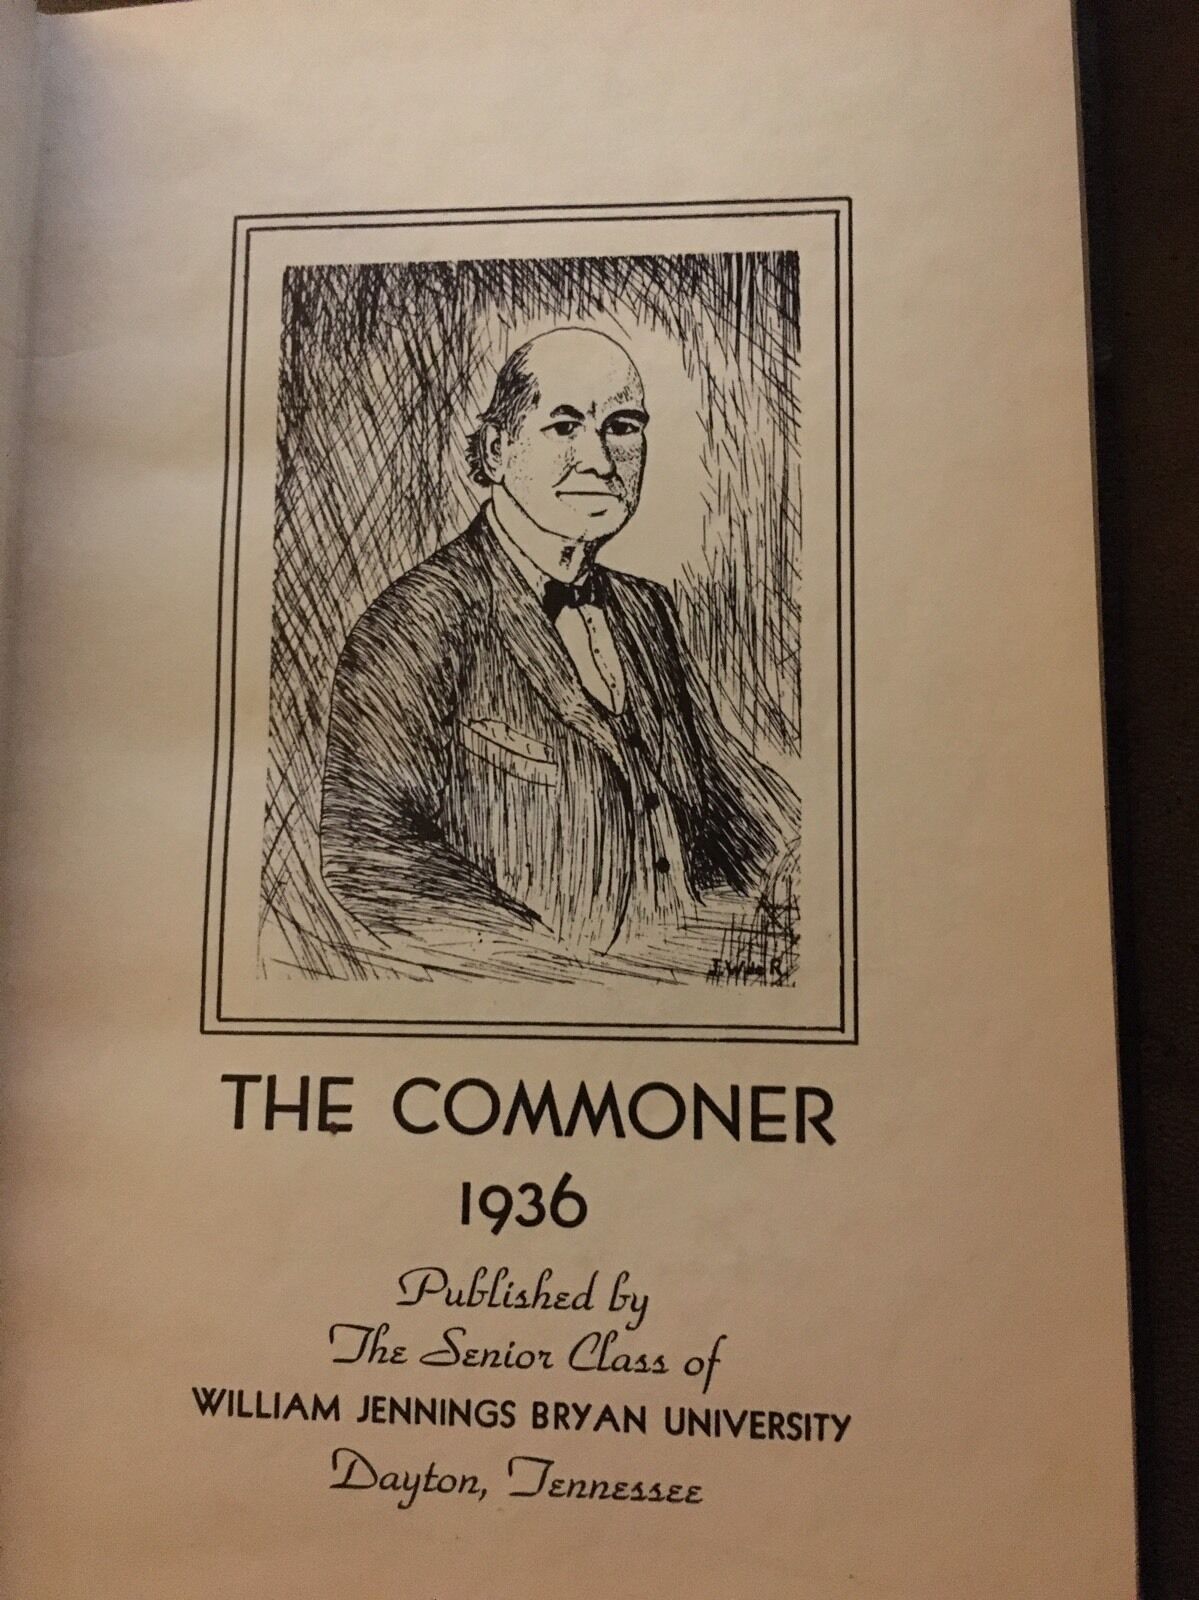 THE COMMONER
1936
Published by
The Senior Class of
WILLIAM JENNINGS BRYAN UNIVERSITY
Dayton, Tennessee